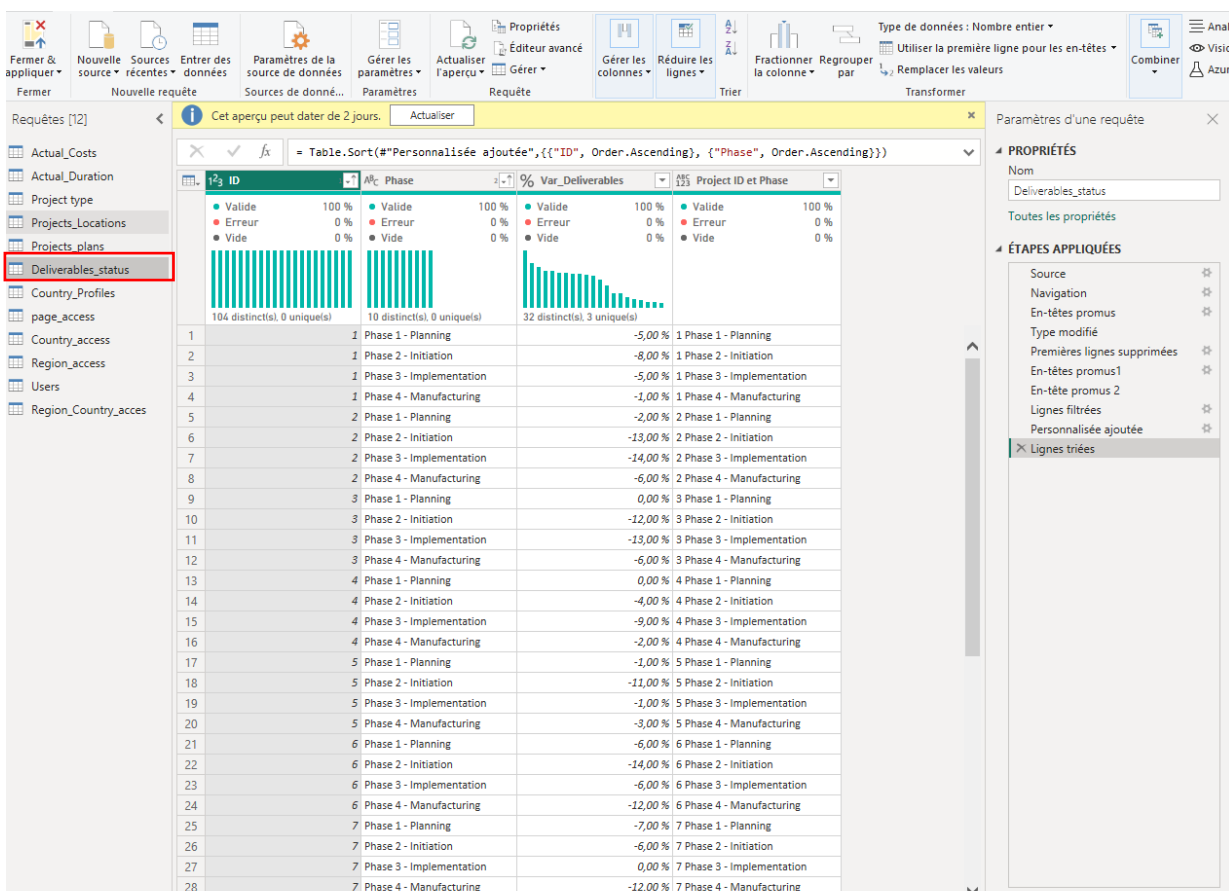 Fermer & appliquer
Nouvelle source
Sources récentes
Entrer des données
Paramètres de la source de données
Gérer les paramètres
Actualiser l'aperçu
Propriétés
Éditeur avancé
Gérer
Gérer les colonnes
Réduire les lignes
Fractionner la colonne
Regrouper par
Type de données : Nombre entier
Utiliser la première ligne pour les en-têtes
Remplacer les valeurs
Combiner
Anal
Visio
Azur
Fermer
Nouvelle requête
Sources de donné...
Paramètres
Requête
Trier
Transformer
Requêtes [12]
Actual_Costs
Actual_Duration
Project type
Projects_Locations
Projects_plans
Deliverables_status
Country_Profiles
page_access
Country_access
Region_access
Users
Region_Country_acces
Cet aperçu peut dater de 2 jours. Actualiser
fx = Table.Sort(#"Personnalisée ajoutée",{{"ID", Order.Ascending}, {"Phase", Order.Ascending}})
ID Phase Var_Deliverables Project ID et Phase
Valide 100 % Valide 100 % Valide 100 % Valide 100 %
Erreur 0 % Erreur 0 % Erreur 0 % Erreur 0 %
Vide 0 % Vide 0 % Vide 0 % Vide 0 %
104 distinct(s), 0 unique(s) 10 distinct(s), 0 unique(s) 32 distinct(s), 3 unique(s)
1 1 Phase 1 - Planning -5,00 % 1 Phase 1 - Planning
2 1 Phase 2 - Initiation -8,00 % 1 Phase 2 - Initiation
3 1 Phase 3 - Implementation -5,00 % 1 Phase 3 - Implementation
4 1 Phase 4 - Manufacturing -1,00 % 1 Phase 4 - Manufacturing
5 2 Phase 1 - Planning -2,00 % 2 Phase 1 - Planning
6 2 Phase 2 - Initiation -13,00 % 2 Phase 2 - Initiation
7 2 Phase 3 - Implementation -14,00 % 2 Phase 3 - Implementation
8 2 Phase 4 - Manufacturing -6,00 % 2 Phase 4 - Manufacturing
9 3 Phase 1 - Planning 0,00 % 3 Phase 1 - Planning
10 3 Phase 2 - Initiation -12,00 % 3 Phase 2 - Initiation
11 3 Phase 3 - Implementation -13,00 % 3 Phase 3 - Implementation
12 3 Phase 4 - Manufacturing -6,00 % 3 Phase 4 - Manufacturing
13 4 Phase 1 - Planning 0,00 % 4 Phase 1 - Planning
14 4 Phase 2 - Initiation -4,00 % 4 Phase 2 - Initiation
15 4 Phase 3 - Implementation -9,00 % 4 Phase 3 - Implementation
16 4 Phase 4 - Manufacturing -2,00 % 4 Phase 4 - Manufacturing
17 5 Phase 1 - Planning -1,00 % 5 Phase 1 - Planning
18 5 Phase 2 - Initiation -11,00 % 5 Phase 2 - Initiation
19 5 Phase 3 - Implementation -1,00 % 5 Phase 3 - Implementation
20 5 Phase 4 - Manufacturing -3,00 % 5 Phase 4 - Manufacturing
21 6 Phase 1 - Planning -6,00 % 6 Phase 1 - Planning
22 6 Phase 2 - Initiation -14,00 % 6 Phase 2 - Initiation
23 6 Phase 3 - Implementation -6,00 % 6 Phase 3 - Implementation
24 6 Phase 4 - Manufacturing -12,00 % 6 Phase 4 - Manufacturing
25 7 Phase 1 - Planning -7,00 % 7 Phase 1 - Planning
26 7 Phase 2 - Initiation -6,00 % 7 Phase 2 - Initiation
27 7 Phase 3 - Implementation 0,00 % 7 Phase 3 - Implementation
28 7 Phase 4 - Manufacturing -12,00 % 7 Phase 4 - Manufacturing
Paramètres d'une requête
PROPRIÉTÉS
Nom
Deliverables_status
Toutes les propriétés
ÉTAPES APPLIQUÉES
Source
Navigation
En-têtes promus
Type modifié
Premières lignes supprimées
En-têtes promus1
En-tête promus 2
Lignes filtrées
Personnalisée ajoutée
Lignes triées